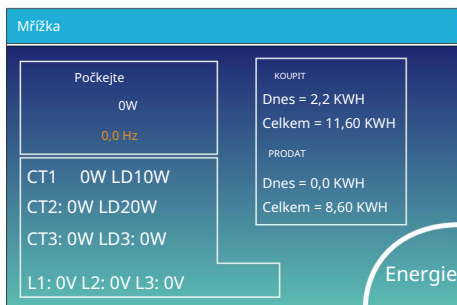 Mřížka
Počkejte
0W
0,0 Hz
CT1 0W LD10W
CT2: 0W LD20W
CT3: 0W LD3: 0W
L1: 0V L2: 0V L3: 0V
KOUPIT
Dnes = 2,2 KWH
Celkem = 11,60 KWH
PRODAT
Dnes = 0,0 KWH
Celkem = 8,60 KWH
Energie